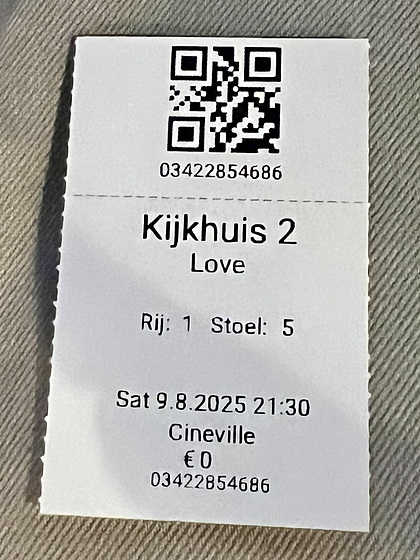 03422854686
Kijkhuis 2
Love
Rij: 1 Stoel: 5
Sat 9.8.2025 21:30
Cineville
€ 0
03422854686